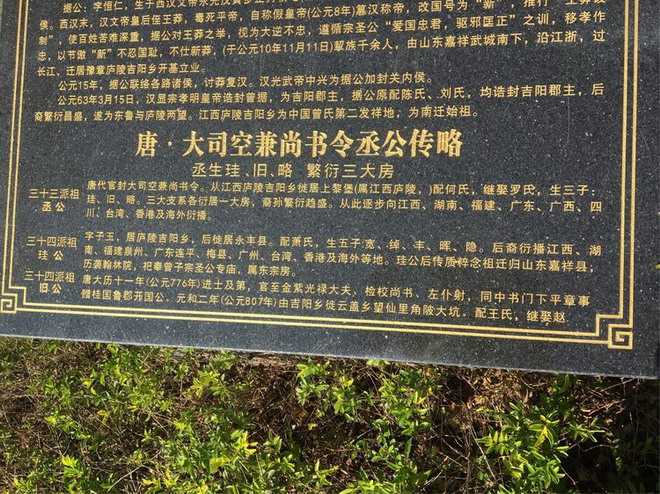 据公：字恒仁，生于西汉
西汉末，汉文帝皇后侄王莽，毒死平帝，自称假皇帝(公元8年)篡汉称帝，改国号为“新”，推行“王莽改
制”，使百姓苦难深重，据公对王莽之举，视为大逆不忠，遵循宗圣公“爱国忠君，驱邪匡正”之训，移孝作
忠，以节傲“新”不忍国耻，不仕新莽，(于公元10年11月11日)挈族千余人，由山东嘉祥武城南下，沿江浙，过
长江、迁居豫章庐陵吉阳乡开基立业。
公元15年，据公联络各路诸侯，讨莽复汉。汉光武帝中兴为据公加封关内侯。
公元63年3月15日，汉显宗孝明皇帝诰封曾据，为吉阳郡主，据公原配陈氏、刘氏，均诰封吉阳郡主，后
裔繁衍昌盛，遂为东鲁与庐陵两望。江西庐陵吉阳乡为中国曾氏第二发祥地，为南迁始祖。
唐·大司空兼尚书令丞公传略
丞生珪、旧、略 繁衍三大房
三十三派祖 丞公
唐代官封大司空兼尚书令。从江西庐陵吉阳乡徙居上黎堡(属江西庐陵，)配何氏，继娶罗氏，生三子：
珪、旧、略。三大支系各衍居一大房，裔孙繁衍趋盛。从此逐步向江西、湖南、福建、广东、广西、四
川、台湾、香港及海外衍播。
三十四派祖 珪公
字子玉，居庐陵吉阳乡，后徙居永丰县。配萧氏，生五子:宽、绰、丰、晖、隐。后裔衍播江西、湖
南、福建泉州、广东连平、梅县、广州、台湾、香港及海外等地。珪公后传质粹念祖迁归山东嘉祥县，
历袭翰林院，祀奉曾子宗圣公专庙，属东宗房。
三十四派祖 旧公
唐大历十一年(公元776年)进士及第，官至金紫光禄大夫，检校尚书、左仆射，同中书门下平章事
赠桂国鲁郡开国公。元和二年(公元807年)由吉阳乡徙云盖乡望仙里角陂大坑。配王氏，继娶赵